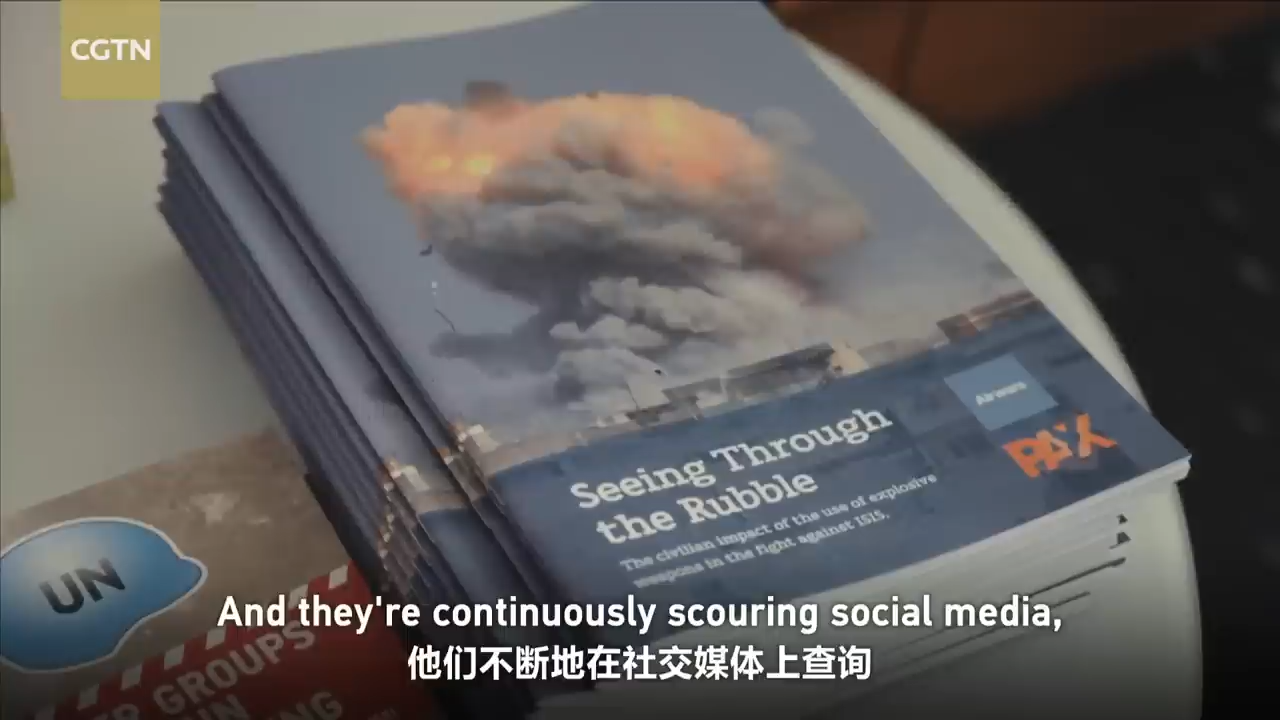 CGTN
Airwars
PAX
Seeing Through
the Rubble
The civilian impact of the use of explosive
weapons in the fight against ISIS.
UN
GROUPS
And they're continuously scouring social media,
他们不断地在社交媒体上查询